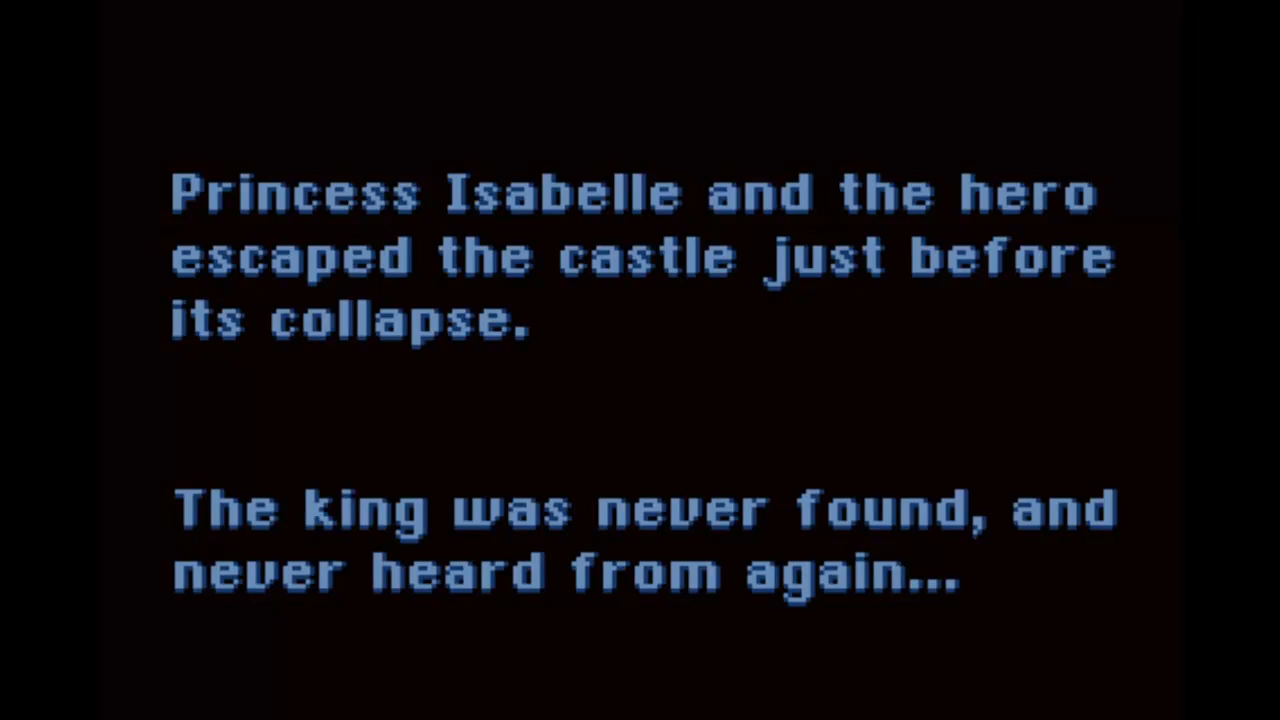 Princess Isabelle and the hero
escaped the castle just before
its collapse.
The king was never found, and
never heard from again...